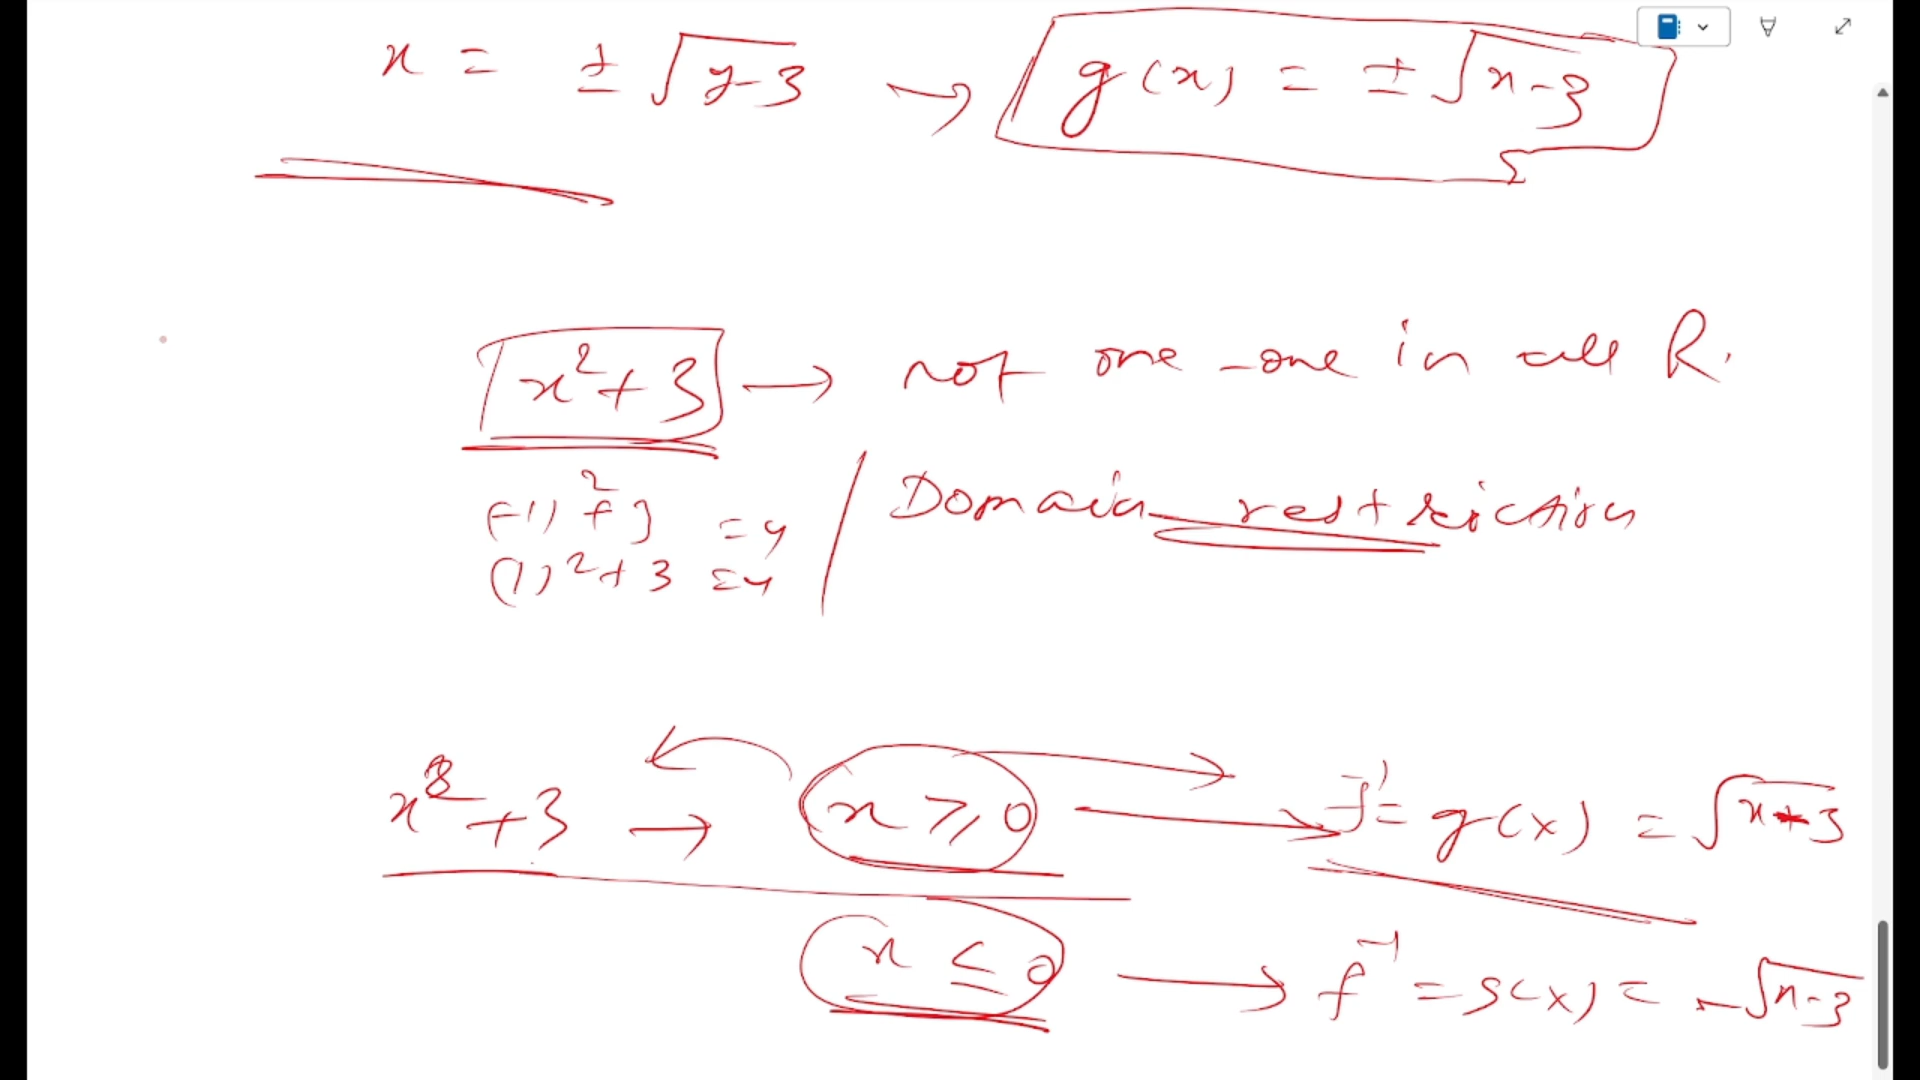 x = ± √y-3 → g(x) = ± √x-3
x²+3 → not one-one in all R.
(-1)²+3 = 4 / Domain restriction
(1)²+3 = 4
x²+3 → x ≥ 0 → f⁻¹ = g(x) = √x-3
x ≤ 0 → f⁻¹ = g(x) = -√x-3